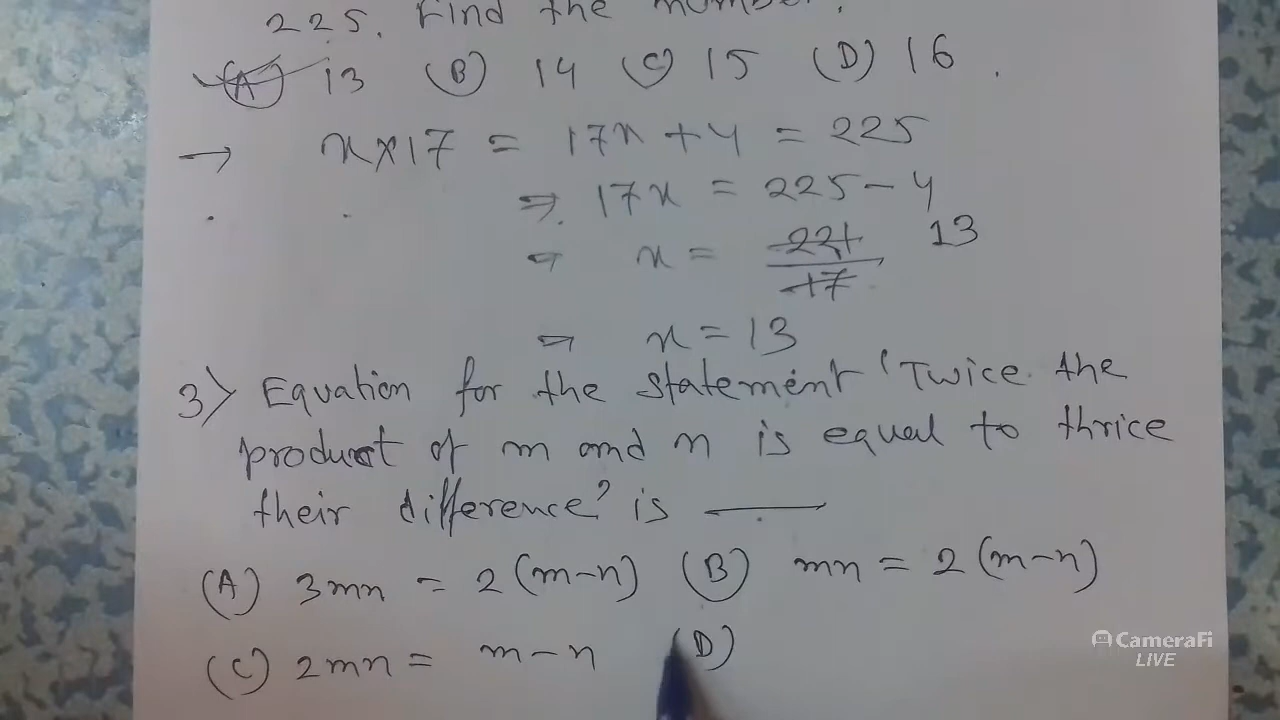 225. Find the number.
(A) 13 (B) 14 (C) 15 (D) 16.
→ x×17 = 17x + 4 = 225
⇒ 17x = 225 - 4
⇒ x = 221/17 13
⇒ x = 13
3) Equation for the statement 'Twice the
product of m and n is equal to thrice
their difference' is ———
(A) 3mn = 2(m-n) (B) mn = 2(m-n)
(C) 2mn = m-n (D)
CameraFi
LIVE